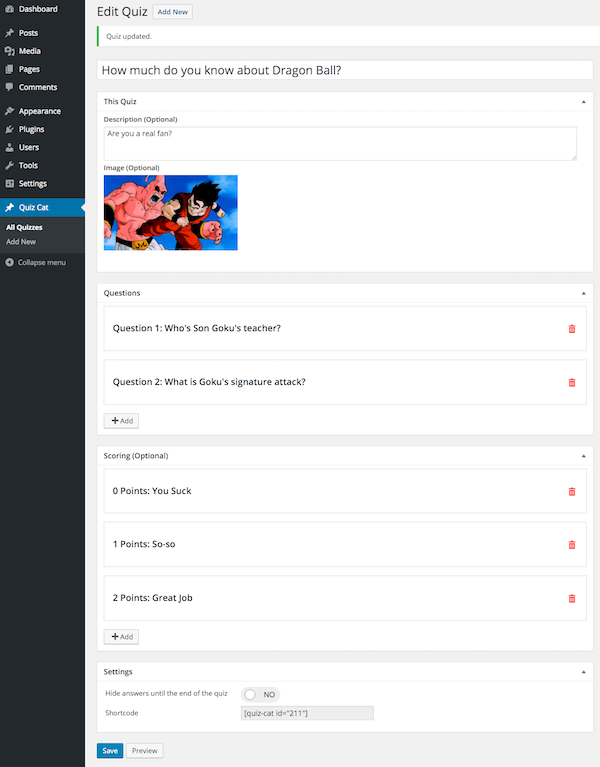 Dashboard
Posts
Media
Pages
Comments
Appearance
Plugins
Users
Tools
Settings
Quiz Cat
All Quizzes
Add New
Collapse menu
Edit Quiz
Add New
Quiz updated.
How much do you know about Dragon Ball?
This Quiz
Description (Optional)
Are you a real fan?
Image (Optional)
Questions
Question 1: Who's Son Goku's teacher?
Question 2: What is Goku's signature attack?
Add
Scoring (Optional)
0 Points: You Suck
1 Points: So-so
2 Points: Great Job
Add
Settings
Hide answers until the end of the quiz NO
Shortcode [quiz-cat id="211"]
Save Preview